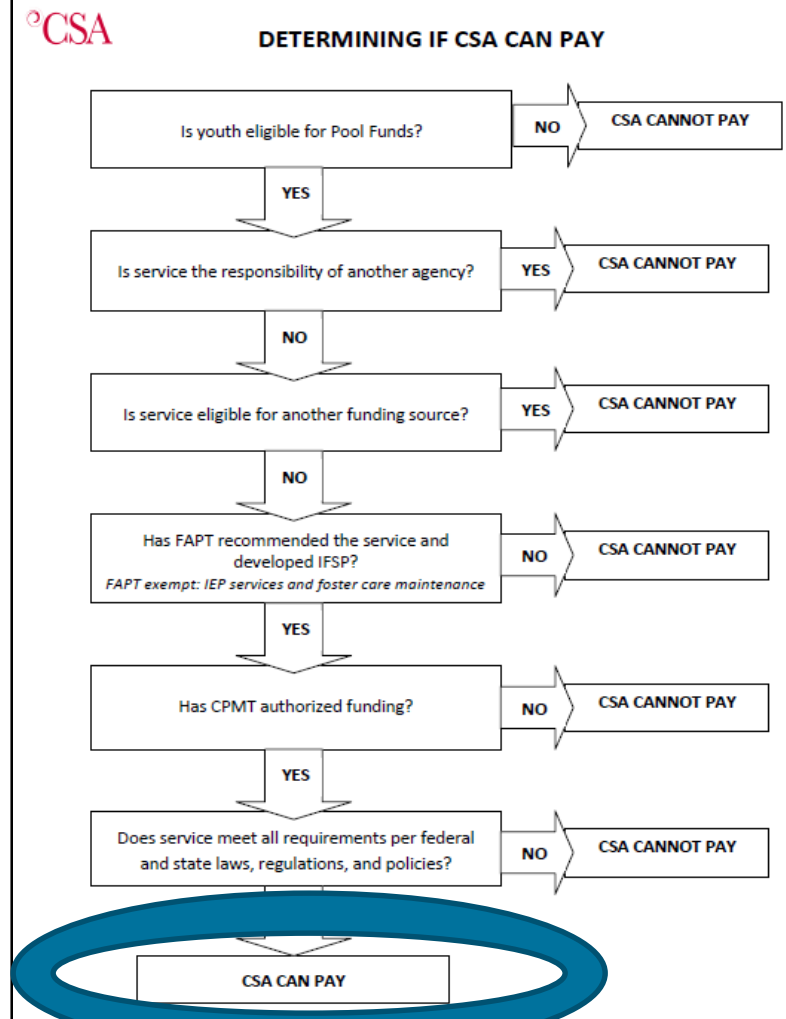 CSA
DETERMINING IF CSA CAN PAY
Is youth eligible for Pool Funds?
NO
CSA CANNOT PAY
YES
Is service the responsibility of another agency?
YES
CSA CANNOT PAY
NO
Is service eligible for another funding source?
YES
CSA CANNOT PAY
NO
Has FAPT recommended the service and
developed IFSP?
FAPT exempt: IEP services and foster care maintenance
NO
CSA CANNOT PAY
YES
Has CPMT authorized funding?
NO
CSA CANNOT PAY
YES
Does service meet all requirements per federal
and state laws, regulations, and policies?
NO
CSA CANNOT PAY
CSA CAN PAY